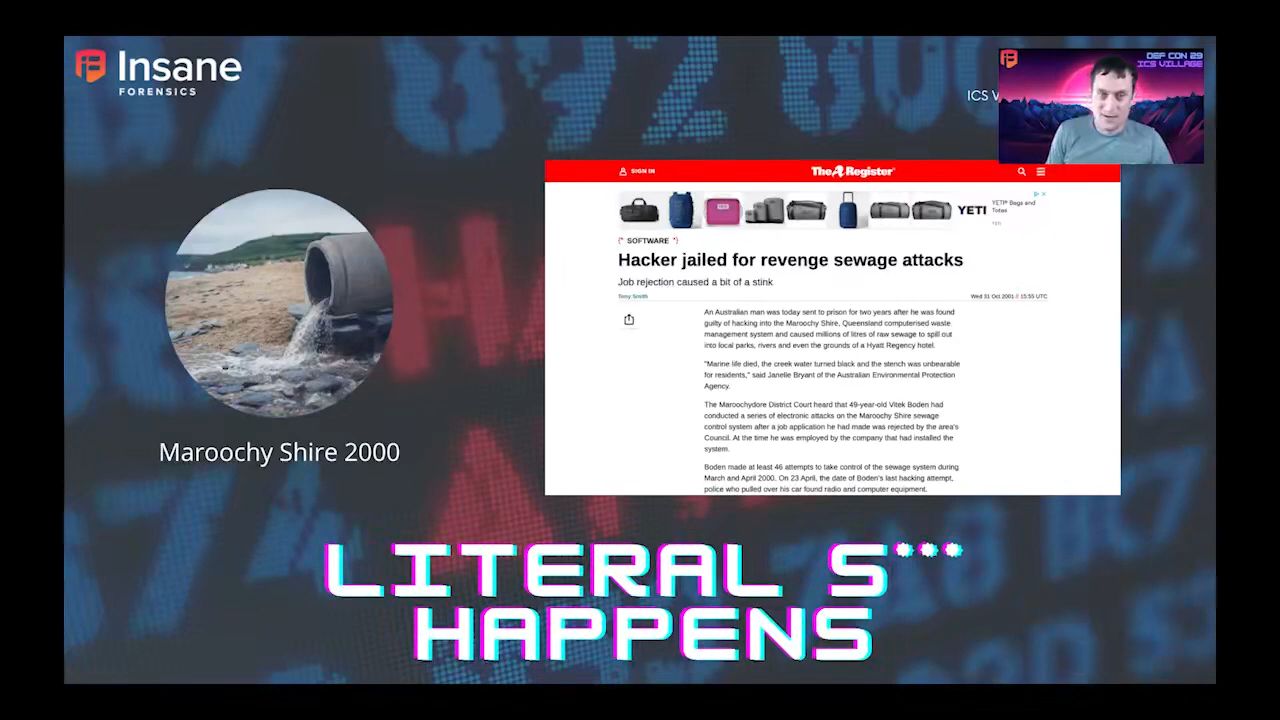 Insane
FORENSICS
DEF CON 29
ICS VILLAGE
ICS V
SIGN IN
The Register
YETI
YETI® Bags and
Totes
YETI
{* SOFTWARE *}
Hacker jailed for revenge sewage attacks
Job rejection caused a bit of a stink
Tony Smith
Wed 31 Oct 2001 // 15:55 UTC
An Australian man was today sent to prison for two years after he was found
guilty of hacking into the Maroochy Shire, Queensland computerised waste
management system and caused millions of litres of raw sewage to spill out
into local parks, rivers and even the grounds of a Hyatt Regency hotel.
"Marine life died, the creek water turned black and the stench was unbearable
for residents," said Janelle Bryant of the Australian Environmental Protection
Agency.
The Maroochydore District Court heard that 49-year-old Vitek Boden had
conducted a series of electronic attacks on the Maroochy Shire sewage
control system after a job application he had made was rejected by the area's
Council. At the time he was employed by the company that had installed the
system.
Boden made at least 46 attempts to take control of the sewage system during
March and April 2000. On 23 April, the date of Boden's last hacking attempt,
police who pulled over his car found radio and computer equipment.
Maroochy Shire 2000
LITERAL S***
HAPPENS